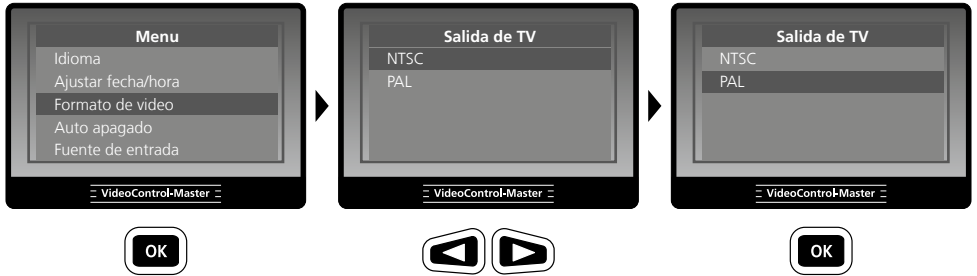 Menu
Idioma
Ajustar fecha/hora
Formato de video
Auto apagado
Fuente de entrada
VideoControl-Master
OK
Salida de TV
NTSC
PAL
VideoControl-Master
Salida de TV
NTSC
PAL
VideoControl-Master
OK